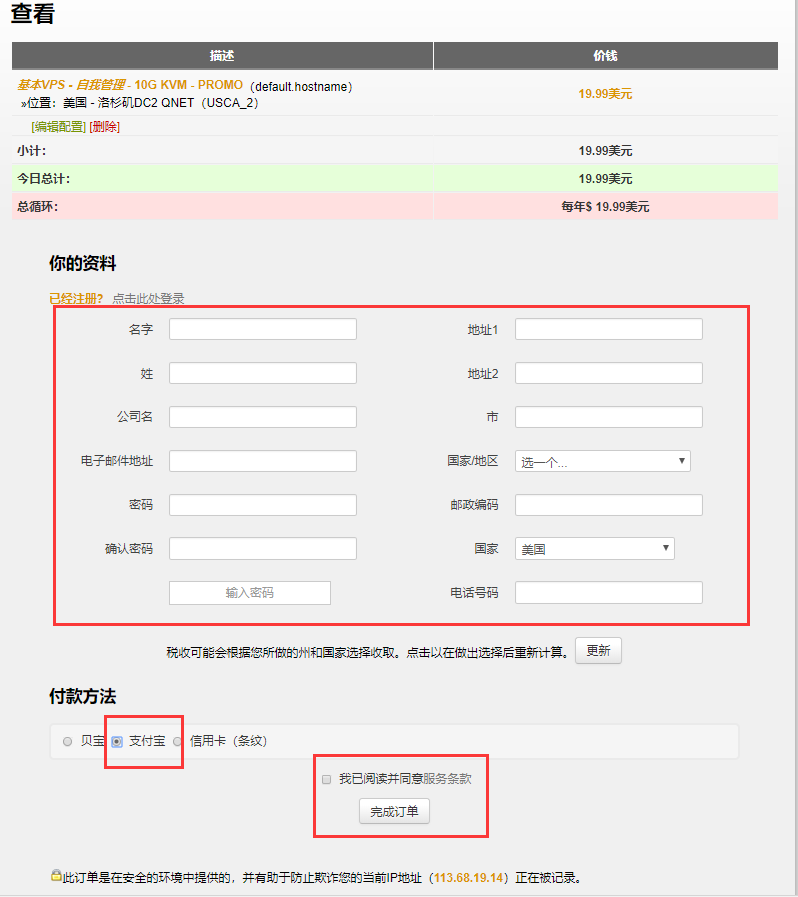 查看
描述 价钱
基本VPS - 自我管理 - 10G KVM - PROMO（default.hostname） 19.99美元
»位置：美国 - 洛杉矶DC2 QNET（USCA_2）
[编辑配置] [删除]
小计： 19.99美元
今日总计： 19.99美元
总循环： 每年$ 19.99美元
你的资料
已经注册？ 点击此处登录
名字 地址1
姓 地址2
公司名 市
电子邮件地址 国家/地区 选一个...
密码 邮政编码
确认密码 国家 美国
输入密码 电话号码
税收可能会根据您所做的州和国家选择收取。点击以在做出选择后重新计算。 更新
付款方法
贝宝 支付宝 信用卡（条纹）
我已阅读并同意服务条款
完成订单
此订单是在安全的环境中提供的，并有助于防止欺诈您的当前IP地址（113.68.19.14）正在被记录。